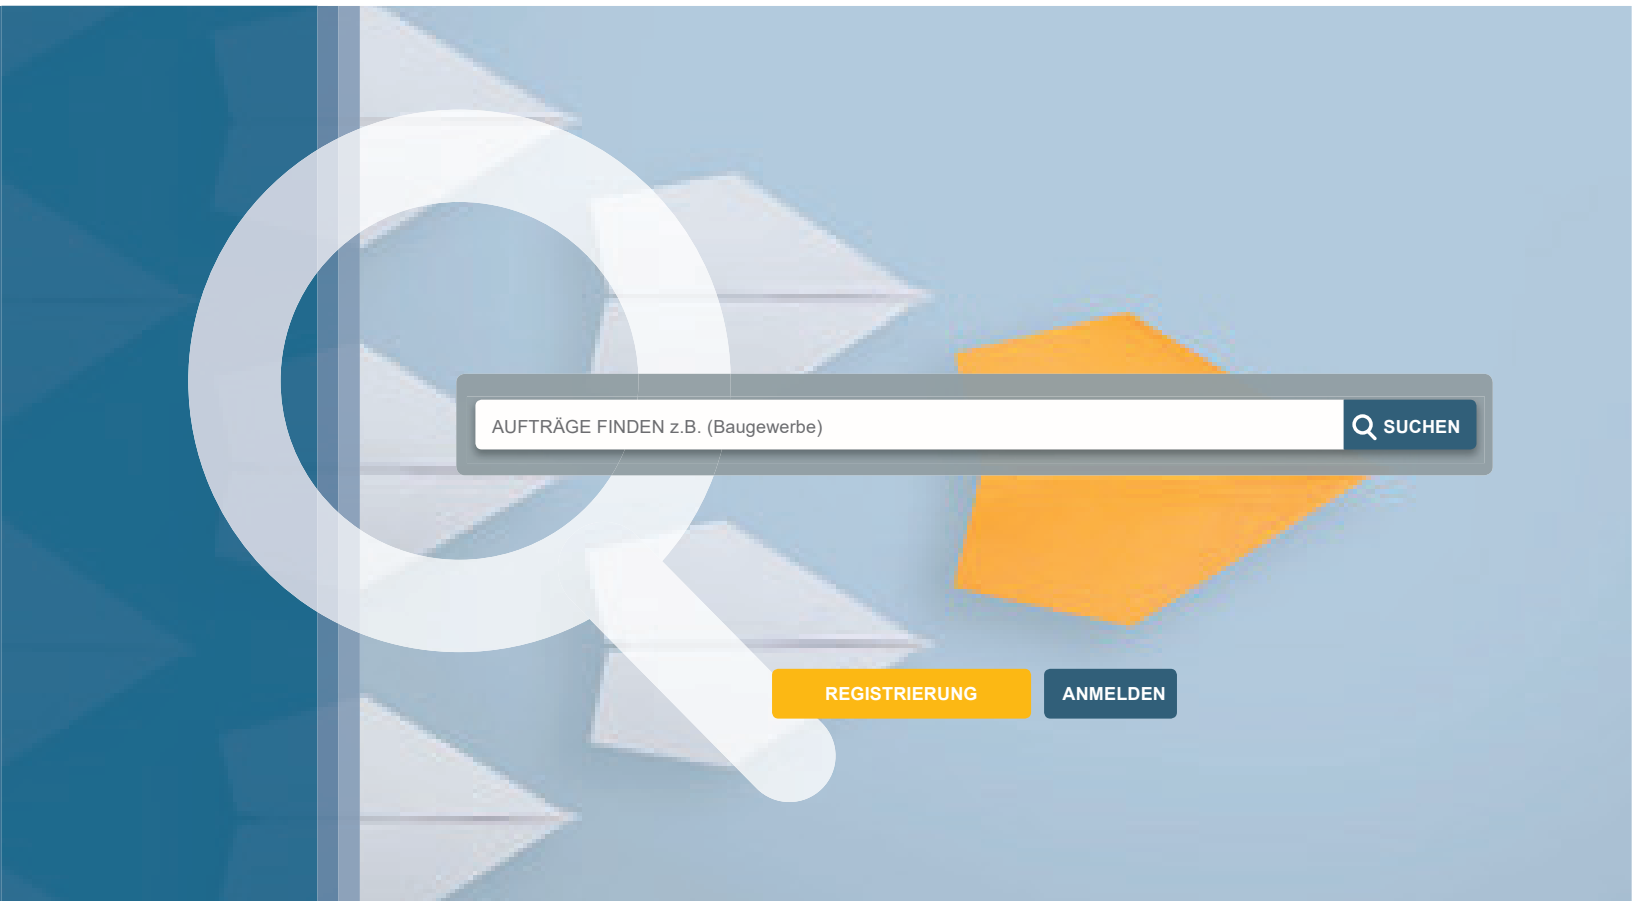 AUFTRÄGE FINDEN z.B. (Baugewerbe)
SUCHEN
REGISTRIERUNG
ANMELDEN